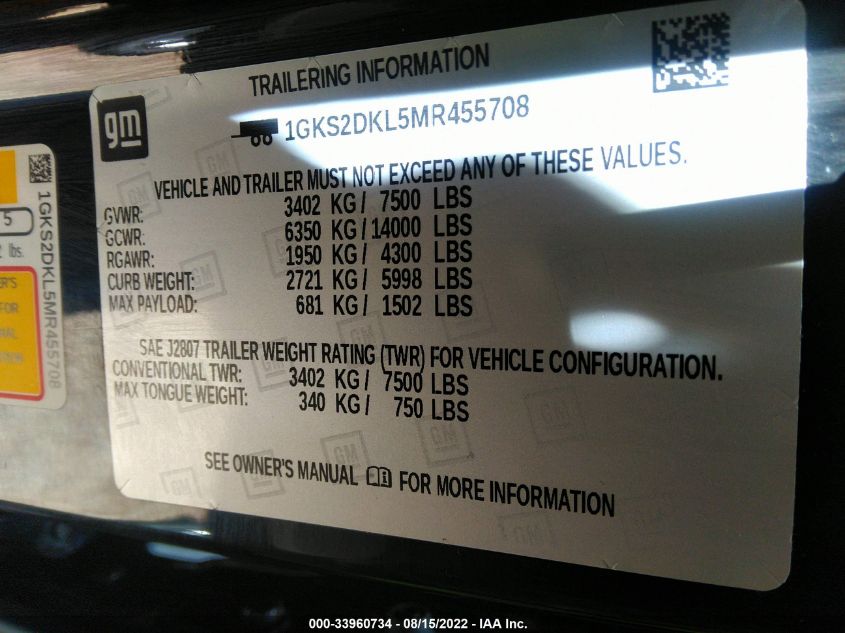 TRAILERING INFORMATION
gm
1GKS2DKL5MR455708
VEHICLE AND TRAILER MUST NOT EXCEED ANY OF THESE VALUES.
GVWR: 3402 KG / 7500 LBS
GCWR: 6350 KG / 14000 LBS
RGAWR: 1950 KG / 4300 LBS
CURB WEIGHT: 2721 KG / 5998 LBS
MAX PAYLOAD: 681 KG / 1502 LBS
SAE J2807 TRAILER WEIGHT RATING (TWR) FOR VEHICLE CONFIGURATION.
CONVENTIONAL TWR: 3402 KG / 7500 LBS
MAX TONGUE WEIGHT: 340 KG / 750 LBS
SEE OWNER'S MANUAL FOR MORE INFORMATION
1GKS2DKL5MR455708
5
lbs.
FOR
000-33960734 - 08/15/2022 - IAA Inc.